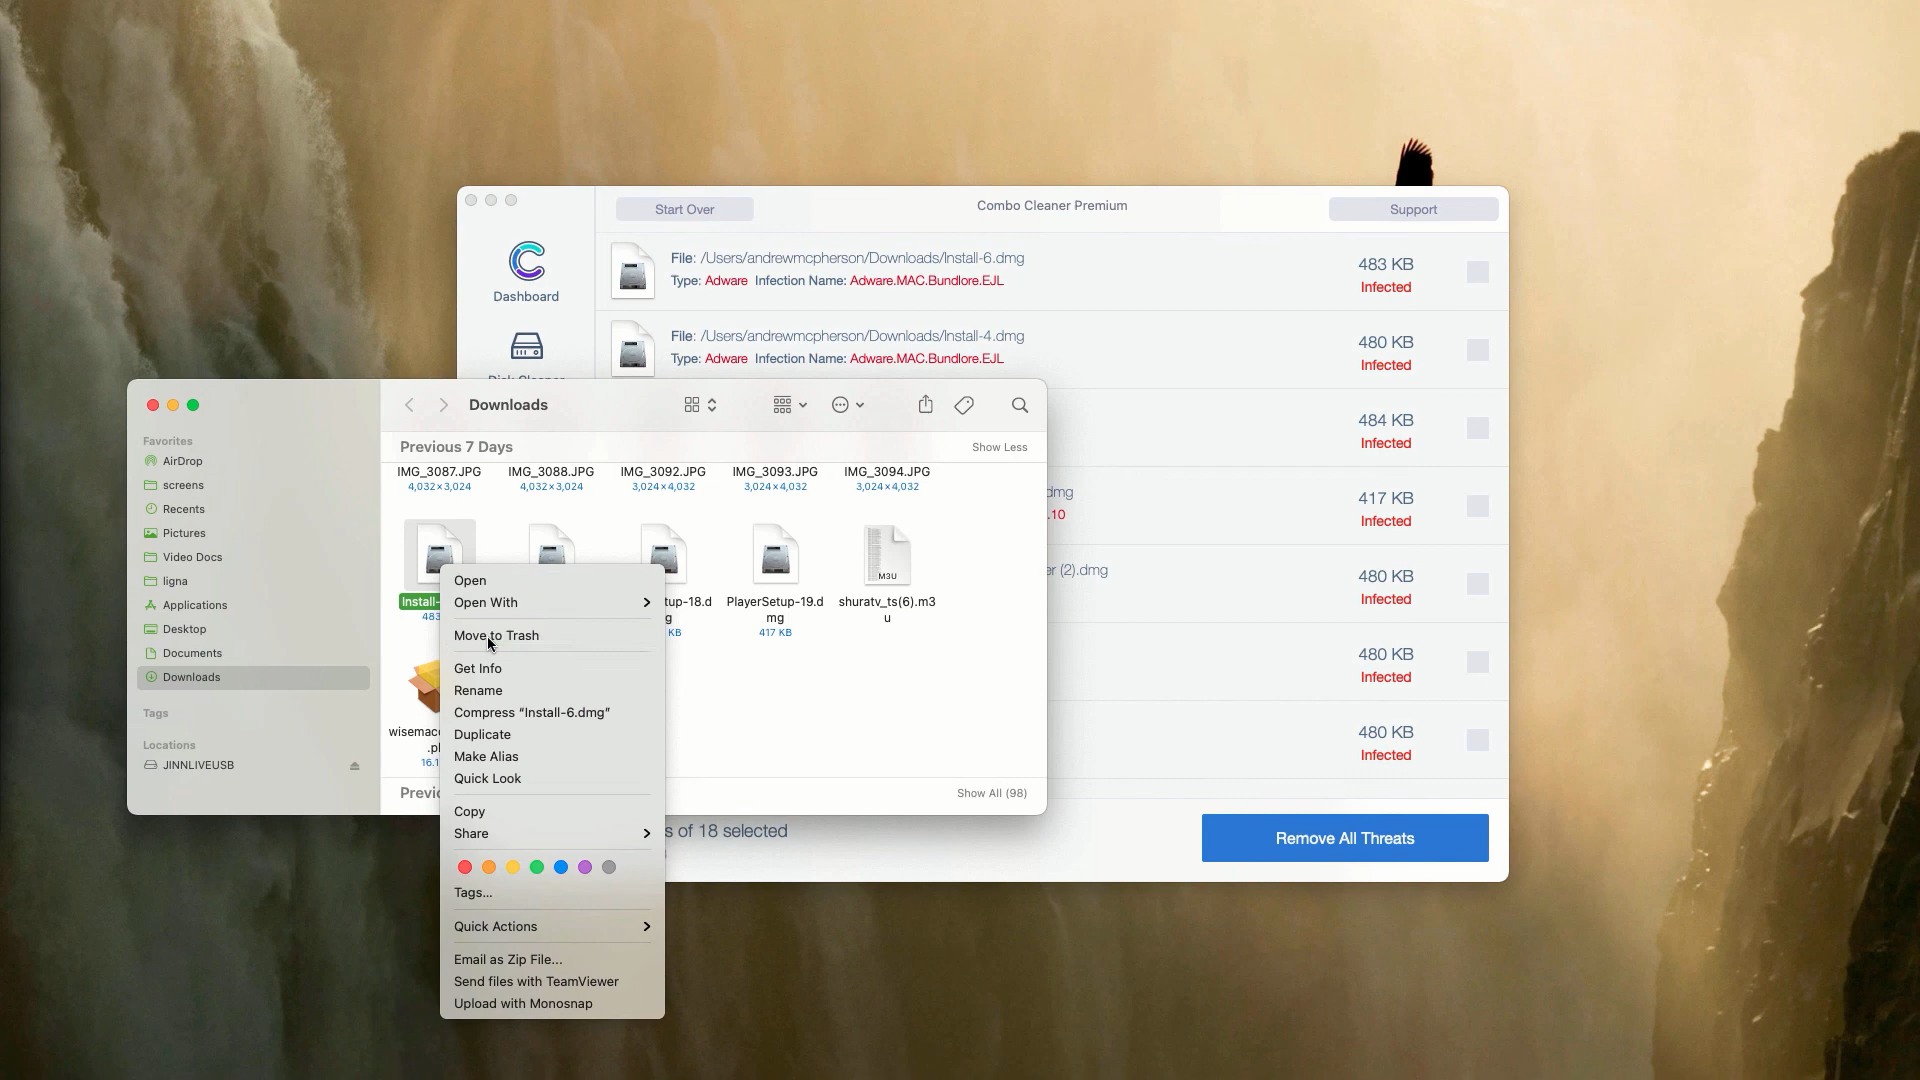 Start Over
Combo Cleaner Premium
Support
Dashboard
File: /Users/andrewmcpherson/Downloads/Install-6.dmg
Type: Adware Infection Name: Adware.MAC.Bundlore.EJL
483 KB
Infected
File: /Users/andrewmcpherson/Downloads/Install-4.dmg
Type: Adware Infection Name: Adware.MAC.Bundlore.EJL
480 KB
Infected
484 KB
Infected
.dmg
.10
417 KB
Infected
er (2).dmg
480 KB
Infected
480 KB
Infected
480 KB
Infected
s of 18 selected
Remove All Threats
Downloads
Favorites
AirDrop
screens
Recents
Pictures
Video Docs
ligna
Applications
Desktop
Documents
Downloads
Tags
Locations
JINNLIVEUSB
Previous 7 Days
Show Less
IMG_3087.JPG
4,032×3,024
IMG_3088.JPG
4,032×3,024
IMG_3092.JPG
3,024×4,032
IMG_3093.JPG
3,024×4,032
IMG_3094.JPG
3,024×4,032
Install-
483
tup-18.d
g
KB
PlayerSetup-19.d
mg
417 KB
M3U
shuratv_ts(6).m3
u
wisemac
16.1
Show All (98)
Open
Open With
Move to Trash
Get Info
Rename
Compress “Install-6.dmg”
Duplicate
Make Alias
Quick Look
Copy
Share
Tags...
Quick Actions
Email as Zip File...
Send files with TeamViewer
Upload with Monosnap